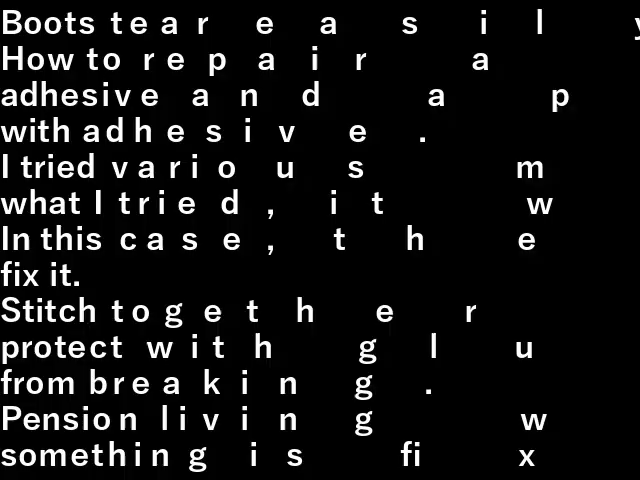 Boots tear easily
How to repair a
adhesive and a p
with adhesive.
I tried various m
what I tried, it w
In this case, the
fix it.
Stitch together
protect with glu
from breaking.
Pension living w
something is fix